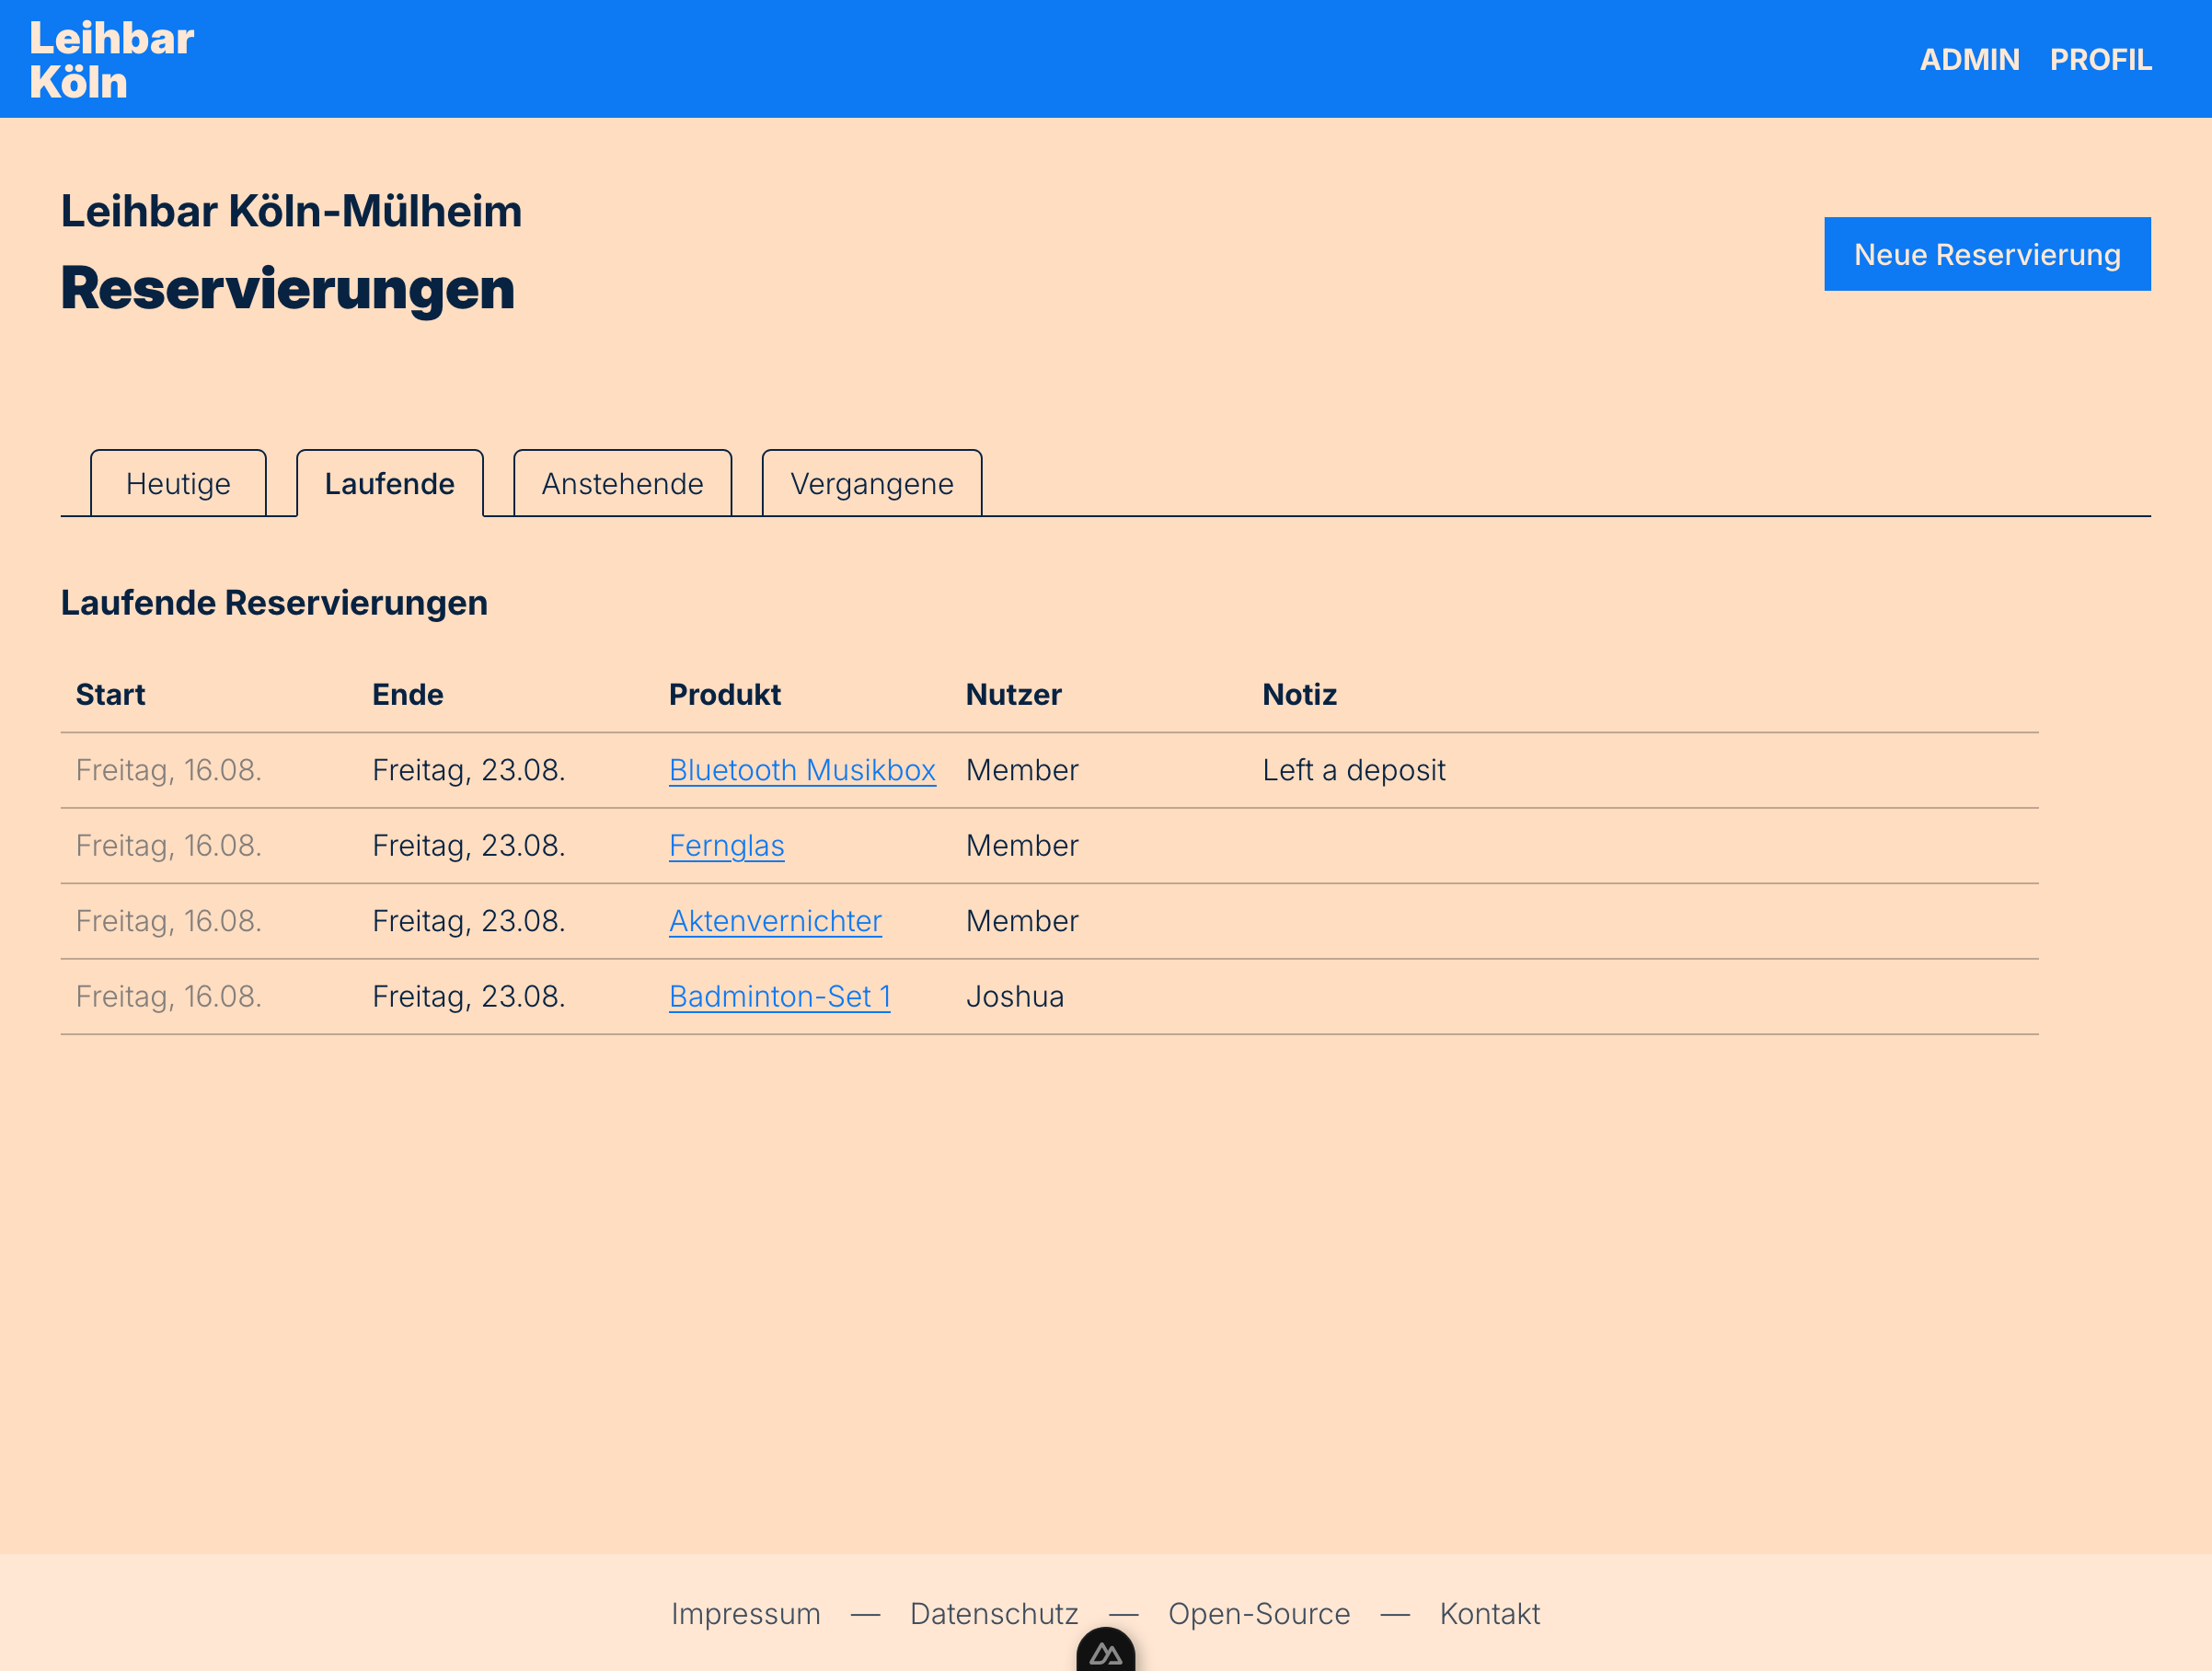 Leihbar
Köln
ADMIN PROFIL
Leihbar Köln-Mülheim
Reservierungen
Neue Reservierung
Heutige Laufende Anstehende Vergangene
Laufende Reservierungen
Start Ende Produkt Nutzer Notiz
Freitag, 16.08. Freitag, 23.08. Bluetooth Musikbox Member Left a deposit
Freitag, 16.08. Freitag, 23.08. Fernglas Member
Freitag, 16.08. Freitag, 23.08. Aktenvernichter Member
Freitag, 16.08. Freitag, 23.08. Badminton-Set 1 Joshua
Impressum — Datenschutz — Open-Source — Kontakt